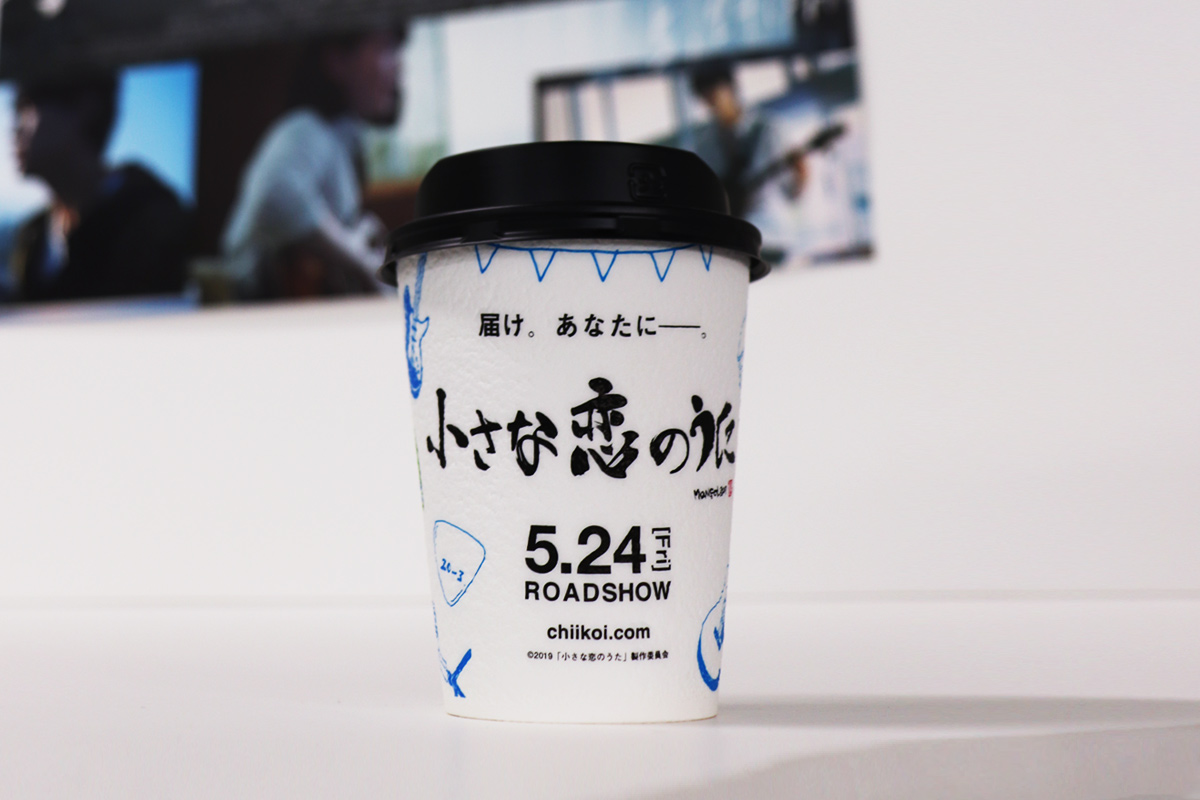 届け。あなたに──。
小さな恋のうた
5.24[Fri]
ROADSHOW
chiikoi.com
©2019「小さな恋のうた」製作委員会